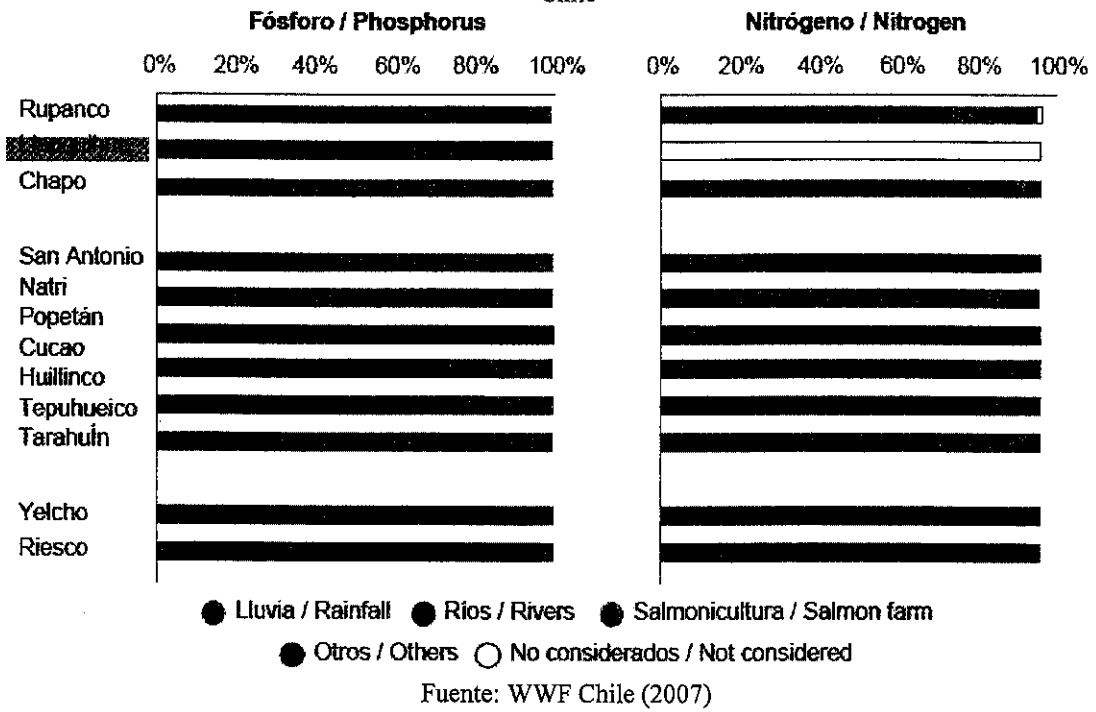 Fósforo / Phosphorus Nitrógeno / Nitrogen
0% 20% 40% 60% 80% 100% 0% 20% 40% 60% 80% 100%
Rupanco
Chapo
San Antonio
Natri
Popetán
Cucao
Huillinco
Tepuhueico
Tarahuín
Yelcho
Riesco
Lluvia / Rainfall Ríos / Rivers Salmonicultura / Salmon farm
Otros / Others No considerados / Not considered
Fuente: WWF Chile (2007)